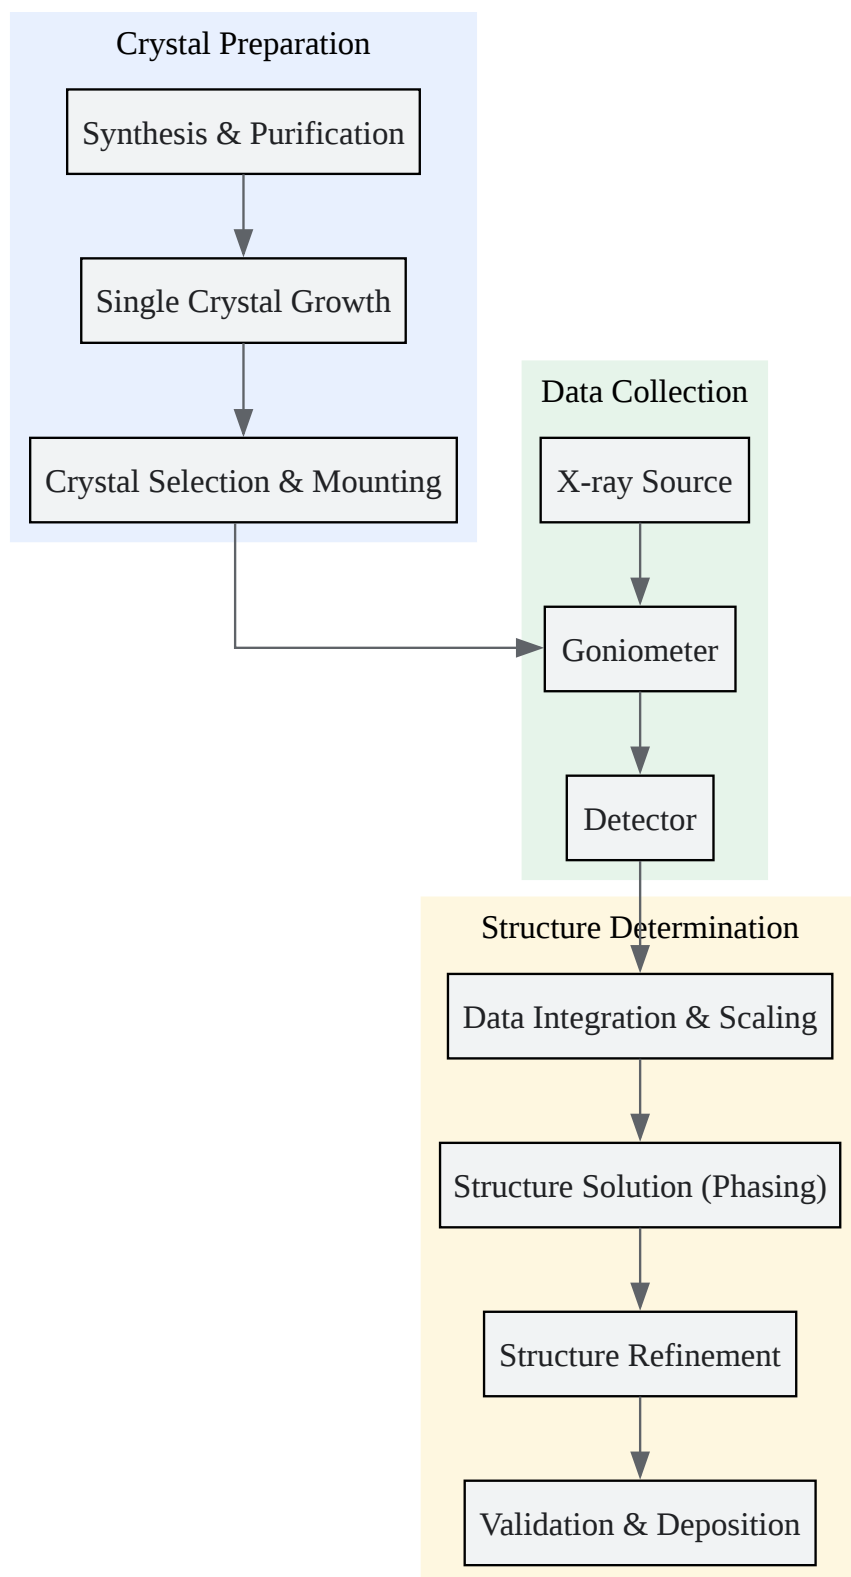 Crystal Preparation
Synthesis & Purification
Single Crystal Growth
Crystal Selection & Mounting
Data Collection
X-ray Source
Goniometer
Detector
Structure Determination
Data Integration & Scaling
Structure Solution (Phasing)
Structure Refinement
Validation & Deposition